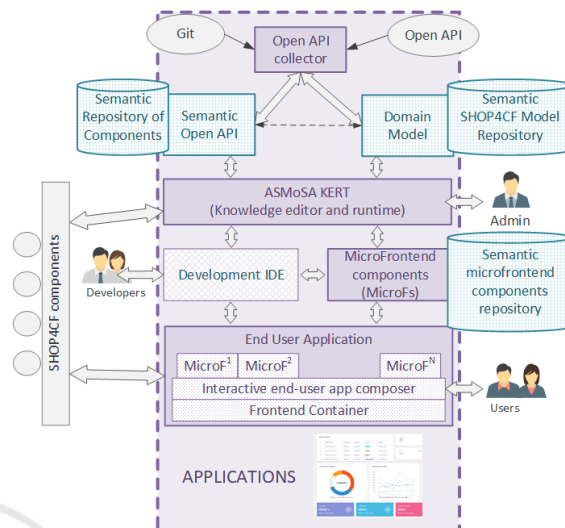 Git
Open API
collector
Open API
Semantic
Repository of
Components
Semantic
Open API
Domain
Model
Semantic
SHOP4CF Model
Repository
ASMoSA KERT
(Knowledge editor and runtime)
Admin
SHOP4CF components
Developers
Development IDE
MicroFrontend
components
(MicroFs)
Semantic
microfrontend
components
repository
End User Application
MicroF1
MicroF2
MicroFN
Interactive end-user app composer
Frontend Container
Users
APPLICATIONS